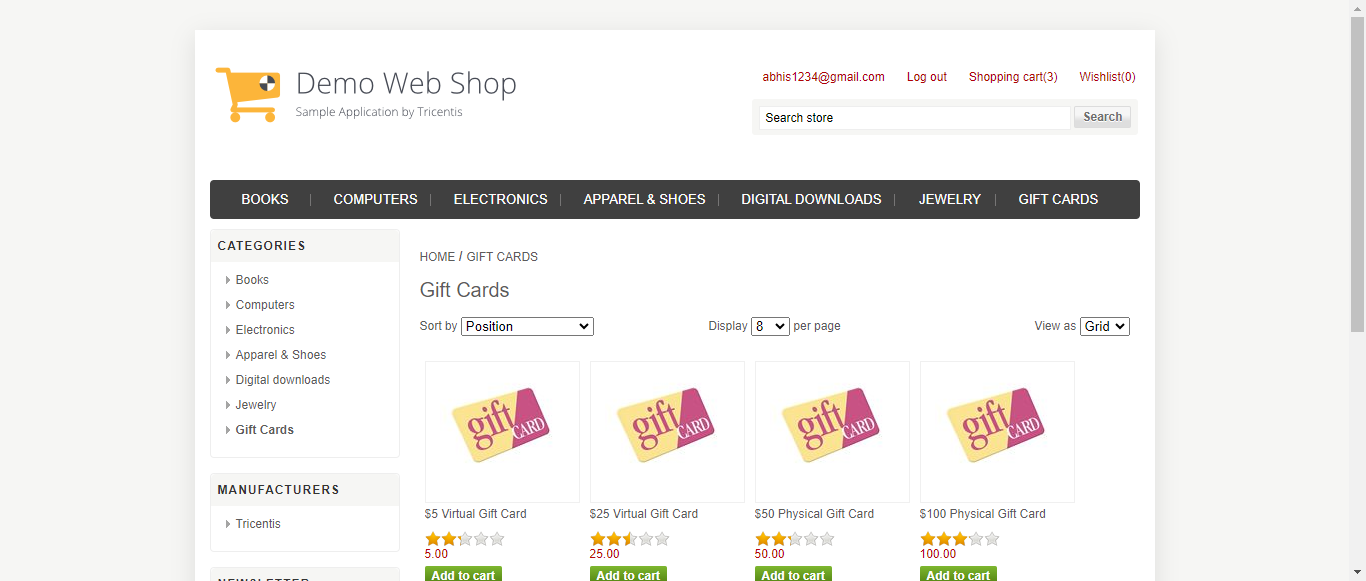 Demo Web Shop
Sample Application by Tricentis
abhis1234@gmail.com Log out Shopping cart(3) Wishlist(0)
Search store Search
BOOKS COMPUTERS ELECTRONICS APPAREL & SHOES DIGITAL DOWNLOADS JEWELRY GIFT CARDS
CATEGORIES
Books
Computers
Electronics
Apparel & Shoes
Digital downloads
Jewelry
Gift Cards
MANUFACTURERS
Tricentis
NEWSLETTER
HOME / GIFT CARDS
Gift Cards
Sort by Position Display 8 per page View as Grid
gift CARD gift CARD gift CARD gift CARD
$5 Virtual Gift Card $25 Virtual Gift Card $50 Physical Gift Card $100 Physical Gift Card
5.00 25.00 50.00 100.00
Add to cart Add to cart Add to cart Add to cart